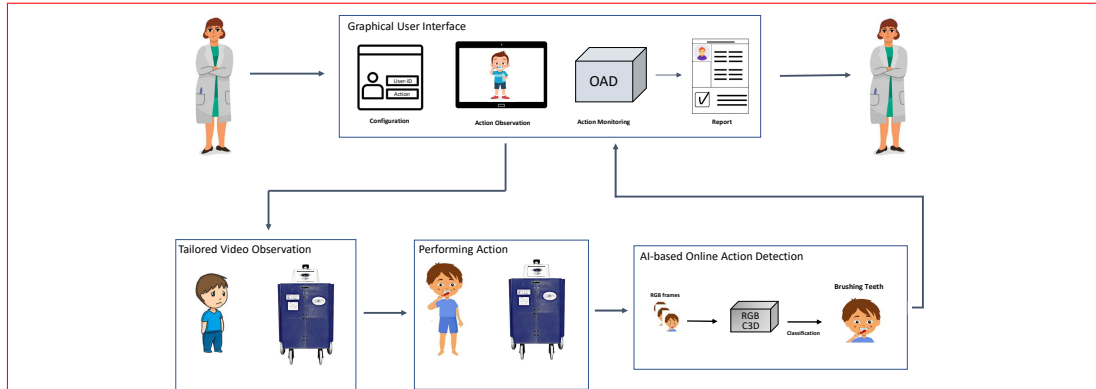 Graphical User Interface
User-ID
Action
OAD
Configuration
Action Observation
Action Monitoring
Report
Tailored Video Observation
Performing Action
AI-based Online Action Detection
RGB frames
RGB
C3D
Classification
Brushing Teeth